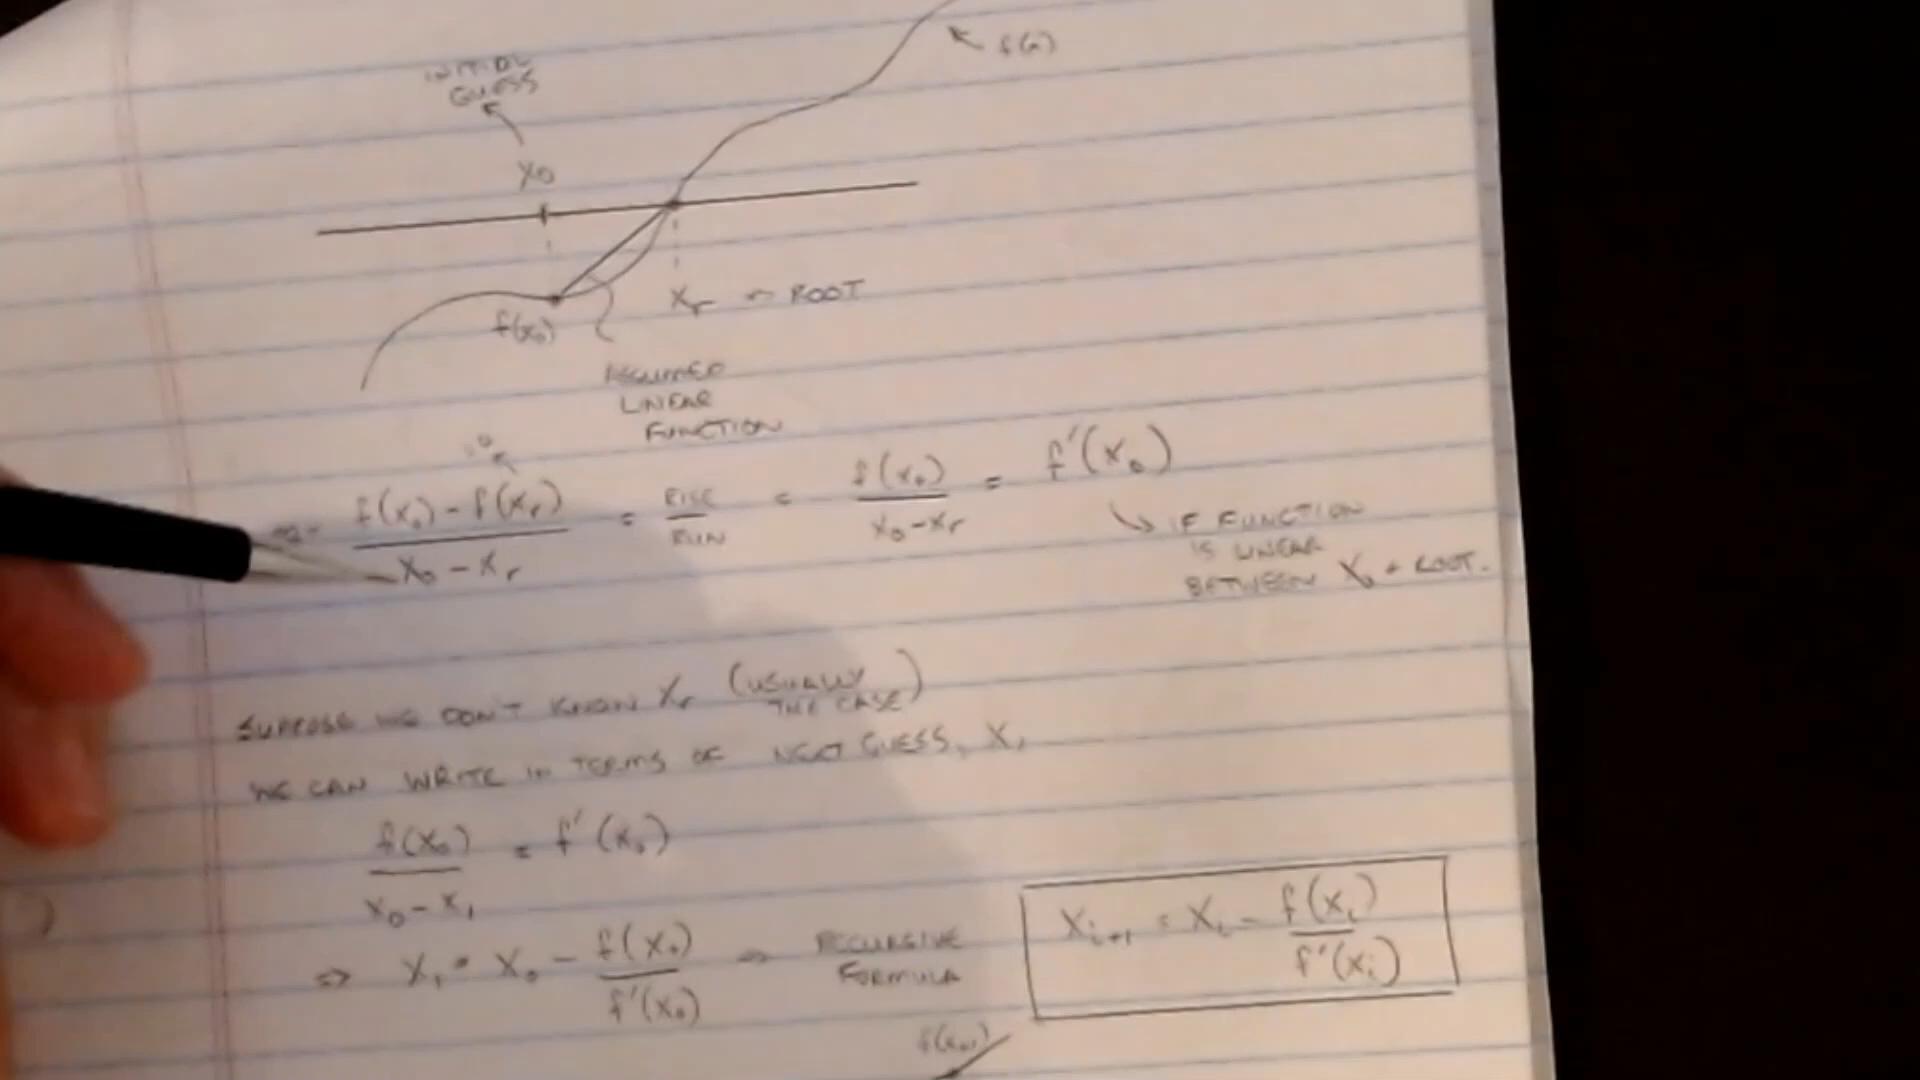 INITIAL
GUESS
f(x)
x₀
f(x₀)
xᵣ ← ROOT
ASSUMED
LINEAR
FUNCTION
0
(f(x₀) - f(xᵣ)) / (x₀ - xᵣ) = RISE / RUN = f(x₀) / (x₀ - xᵣ) = f'(x₀)
↳ IF FUNCTION
IS LINEAR
BETWEEN x₀ + ROOT.
SUPPOSE WE DON'T KNOW xᵣ (USUALLY
THE CASE)
WE CAN WRITE IN TERMS OF NEXT GUESS, x₁
f(x₀) / (x₀ - x₁) = f'(x₀)
⇒ x₁ = x₀ - f(x₀) / f'(x₀) → RECURSIVE
FORMULA
xᵢ₊₁ = xᵢ - f(xᵢ) / f'(xᵢ)